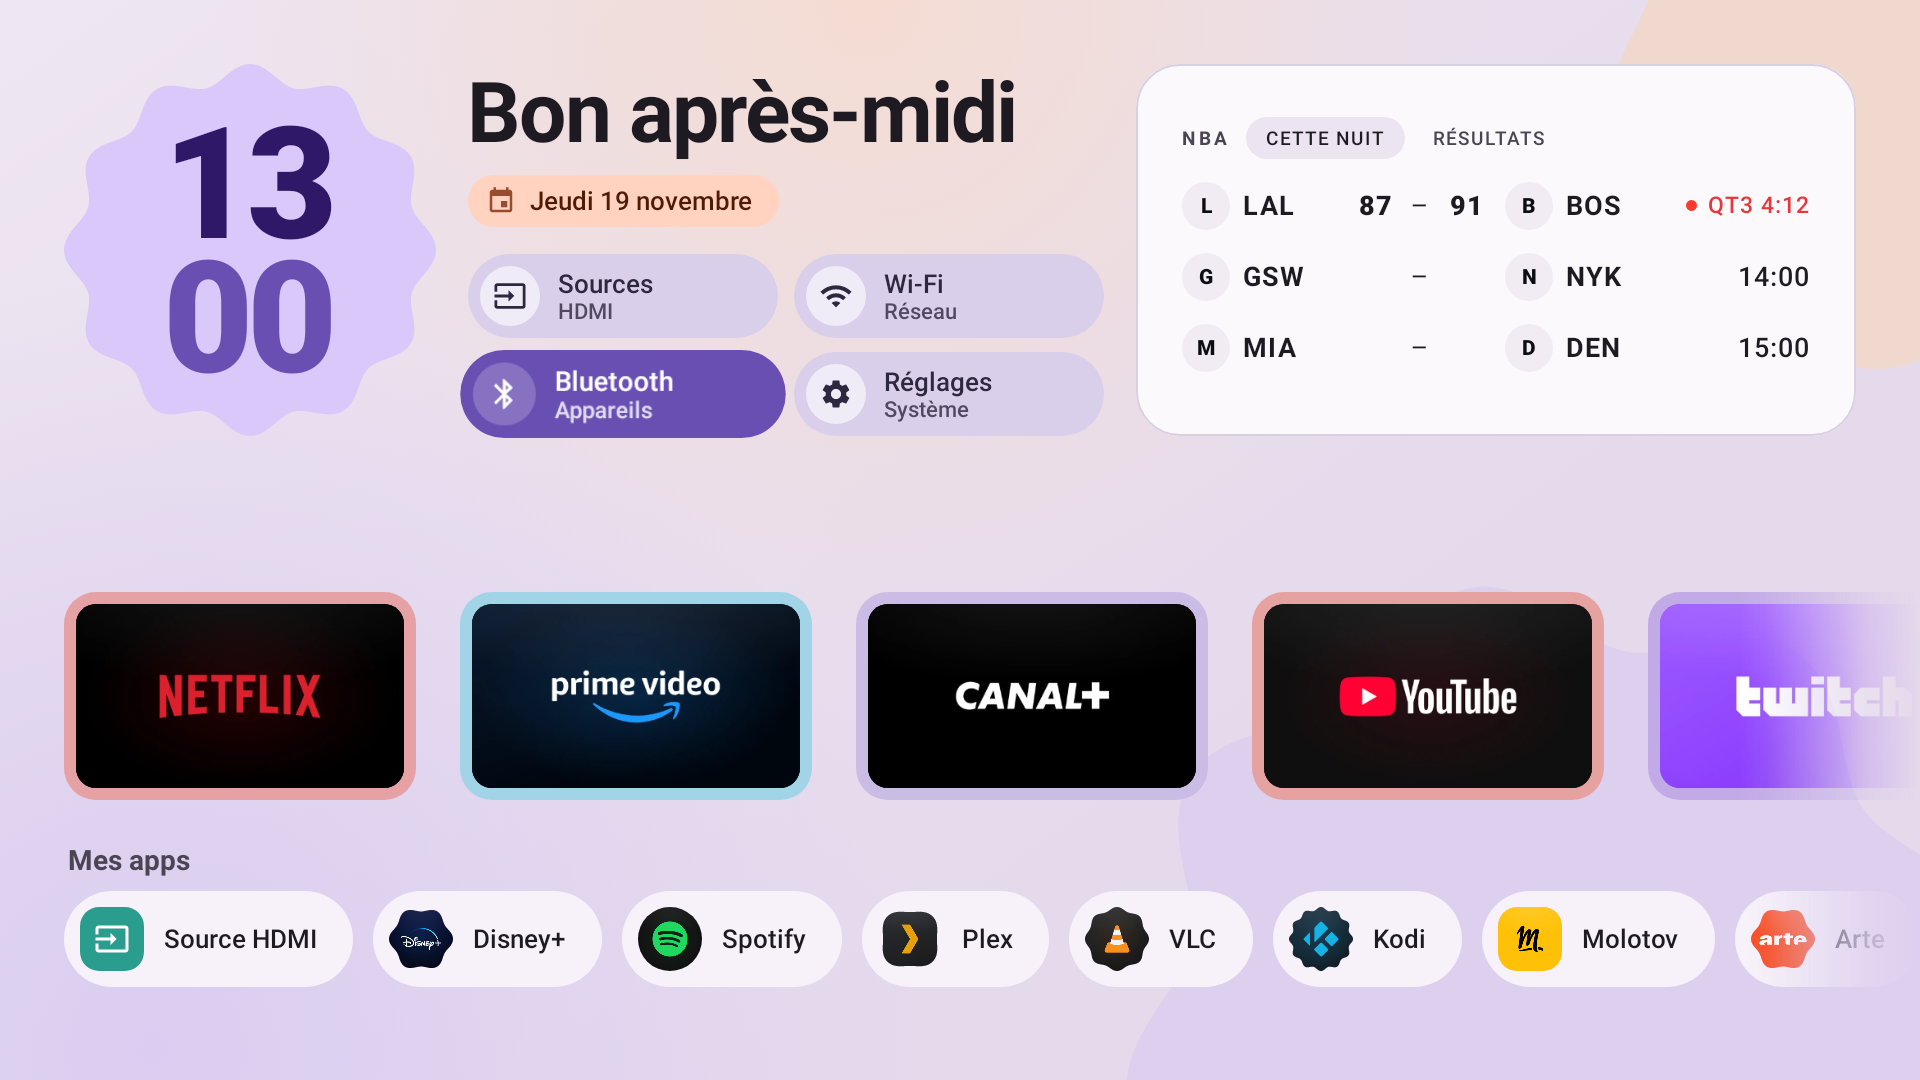 13
00
Bon après-midi
Jeudi 19 novembre
Sources
HDMI
Wi-Fi
Réseau
Bluetooth
Appareils
Réglages
Système
NBA CETTE NUIT RÉSULTATS
L LAL 87 – 91 B BOS QT3 4:12
G GSW – N NYK 14:00
M MIA – D DEN 15:00
NETFLIX
prime video
CANAL+
YouTube
twitch
Mes apps
Source HDMI
Disney+ Disney+
Spotify
Plex
VLC
Kodi
M. Molotov
arte Arte